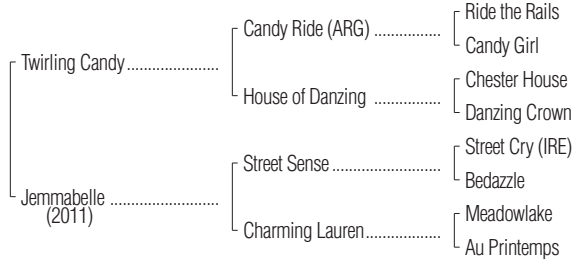 Ride the Rails
Candy Ride (ARG) ................
Candy Girl
Twirling Candy......................
Chester House
House of Danzing ................
Danzing Crown
Street Cry (IRE)
Street Sense ..........................
Bedazzle
Jemmabelle ..........................
(2011)
Meadowlake
Charming Lauren..................
Au Printemps